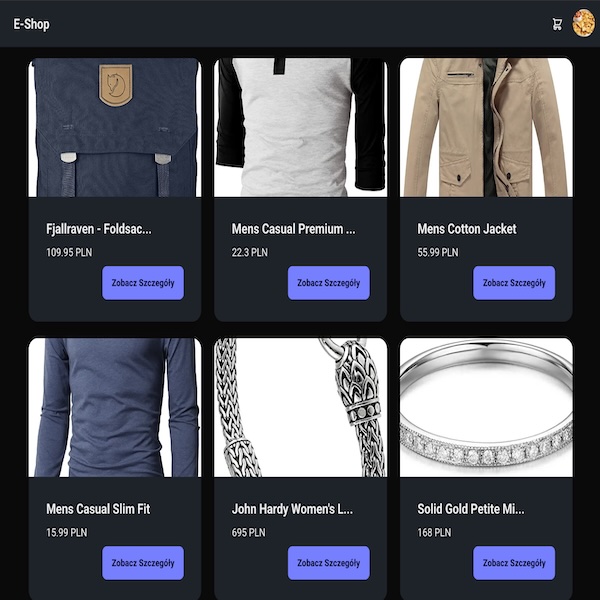 E-Shop
Fjallraven - Foldsac...
109.95 PLN
Zobacz Szczegóły
Mens Casual Premium ...
22.3 PLN
Zobacz Szczegóły
Mens Cotton Jacket
55.99 PLN
Zobacz Szczegóły
Mens Casual Slim Fit
15.99 PLN
Zobacz Szczegóły
John Hardy Women's L...
695 PLN
Zobacz Szczegóły
Solid Gold Petite Mi...
168 PLN
Zobacz Szczegóły